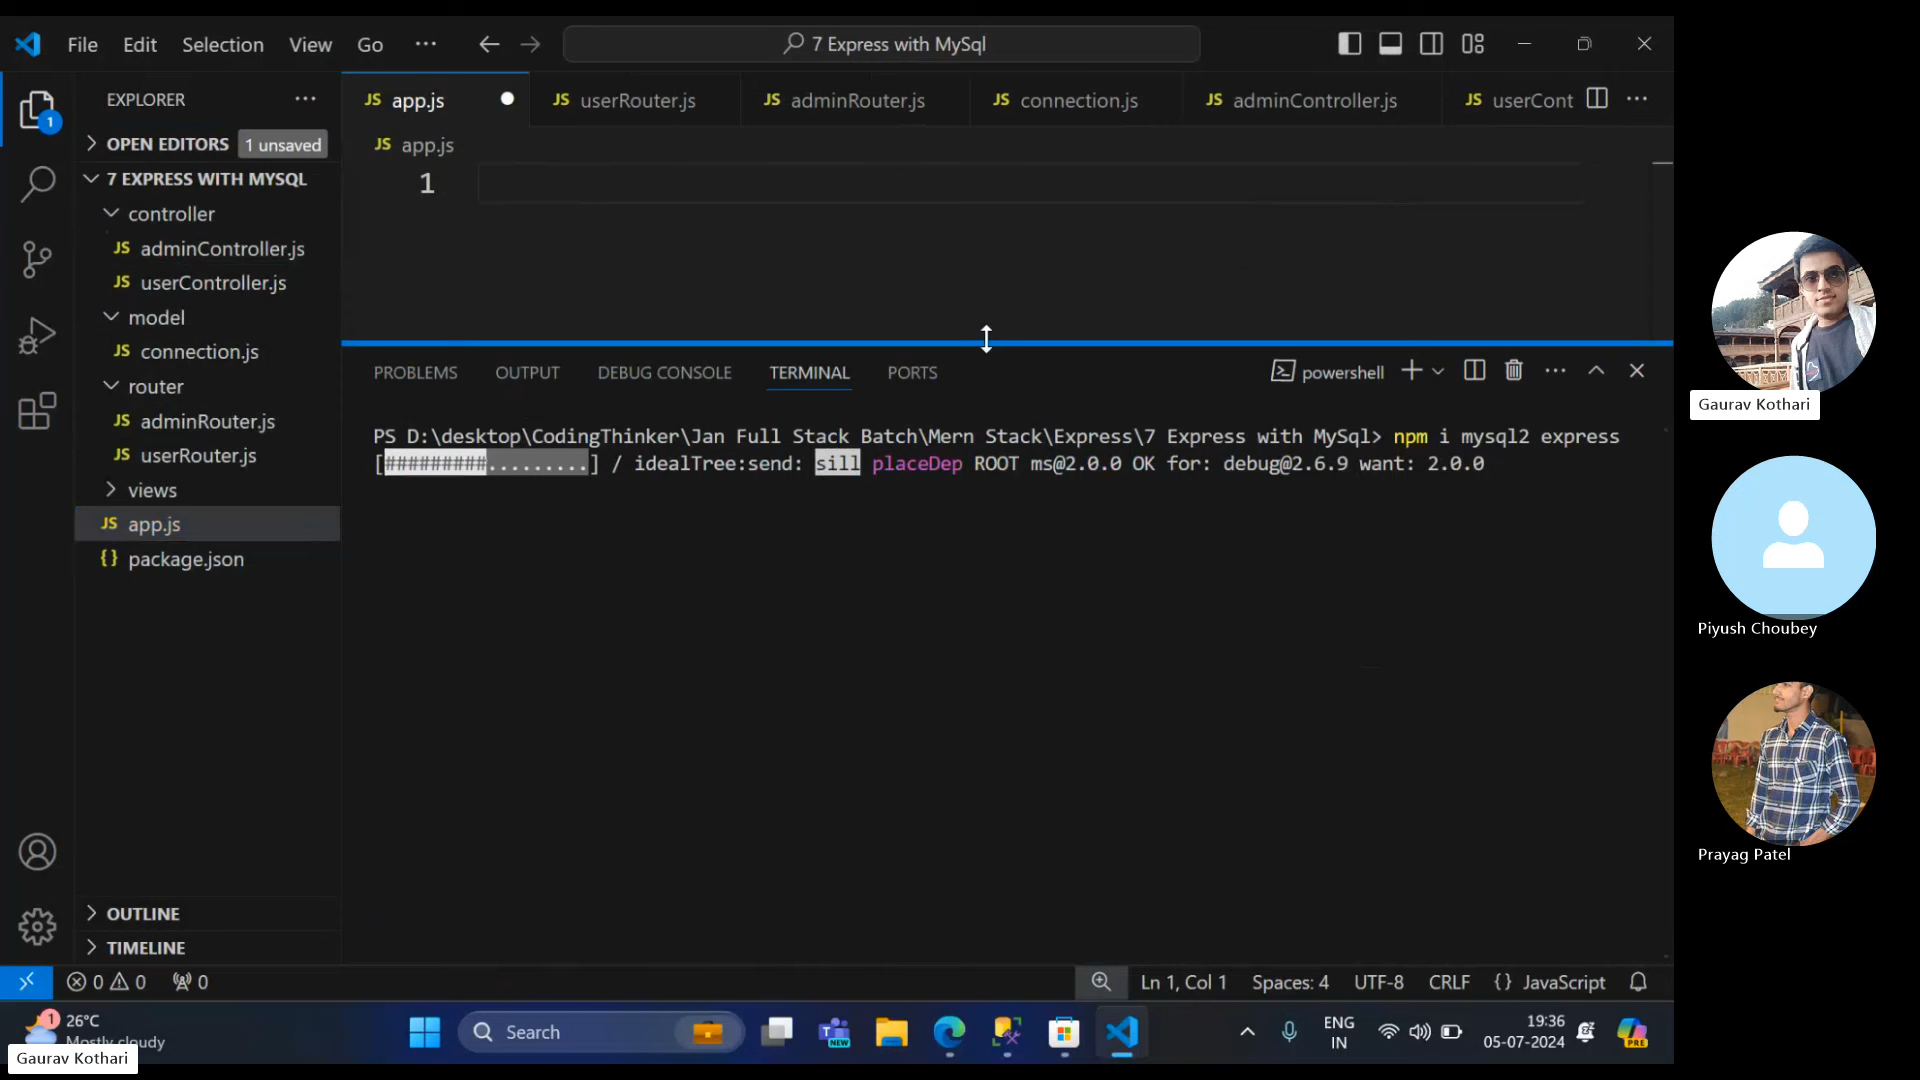 File Edit Selection View Go ··· 7 Express with MySql
EXPLORER ···
OPEN EDITORS 1 unsaved
7 EXPRESS WITH MYSQL
controller
JS adminController.js
JS userController.js
model
JS connection.js
router
JS adminRouter.js
JS userRouter.js
views
JS app.js
{} package.json
OUTLINE
TIMELINE
1
JS app.js JS userRouter.js JS adminRouter.js JS connection.js JS adminController.js JS userCont ···
JS app.js
1
PROBLEMS OUTPUT DEBUG CONSOLE TERMINAL PORTS powershell ···
PS D:\desktop\CodingThinker\Jan Full Stack Batch\Mern Stack\Express\7 Express with MySql> npm i mysql2 express
[#########.........] / idealTree:send: sill placeDep ROOT ms@2.0.0 OK for: debug@2.6.9 want: 2.0.0
0 0 0 Ln 1, Col 1 Spaces: 4 UTF-8 CRLF {} JavaScript
1 26°C
Mostly cloudy
Search
NEW
ENG
IN
19:36
05-07-2024
PRE
Gaurav Kothari
Gaurav Kothari
Piyush Choubey
Prayag Patel